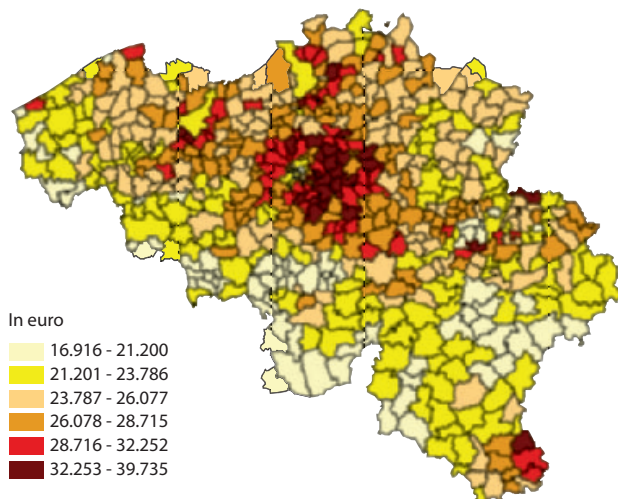 In euro
16.916 - 21.200
21.201 - 23.786
23.787 - 26.077
26.078 - 28.715
28.716 - 32.252
32.253 - 39.735